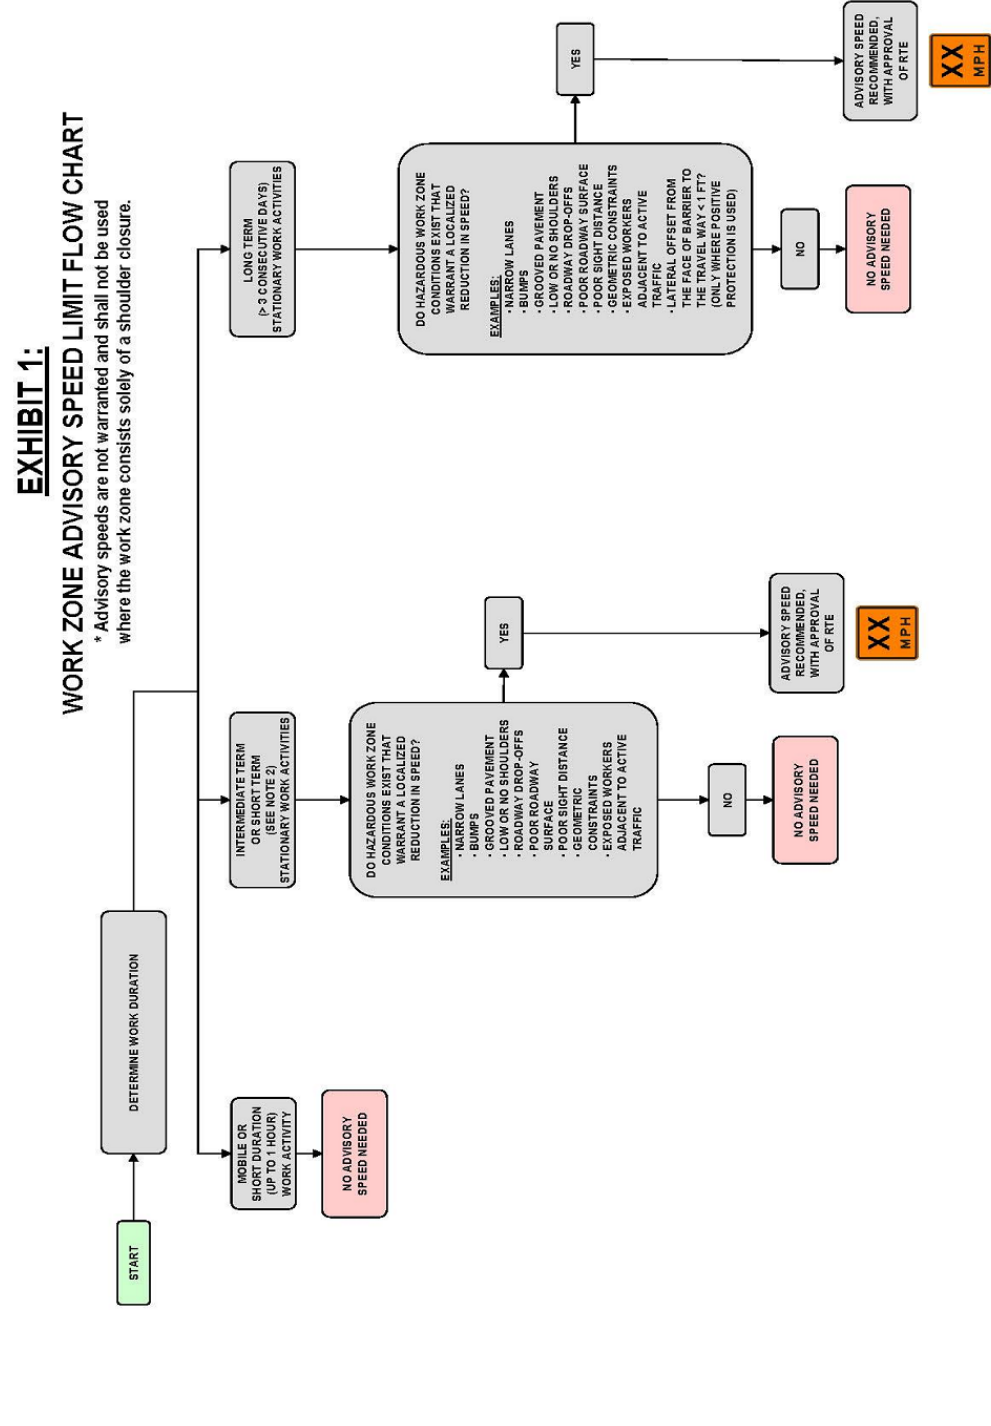 EXHIBIT 1:
WORK ZONE ADVISORY SPEED LIMIT FLOW CHART
* Advisory speeds are not warranted and shall not be used
where the work zone consists solely of a shoulder closure.
START
DETERMINE WORK DURATION
MOBILE OR
SHORT DURATION
(UP TO 1 HOUR)
WORK ACTIVITY
NO ADVISORY
SPEED NEEDED
INTERMEDIATE TERM
OR SHORT TERM
(SEE NOTE 2)
STATIONARY WORK ACTIVITIES
DO HAZARDOUS WORK ZONE
CONDITIONS EXIST THAT
WARRANT A LOCALIZED
REDUCTION IN SPEED?
EXAMPLES:
• NARROW LANES
• BUMPS
• GROOVED PAVEMENT
• LOW OR NO SHOULDERS
• ROADWAY DROP-OFFS
• POOR ROADWAY
SURFACE
• POOR SIGHT DISTANCE
• GEOMETRIC
CONSTRAINTS
• EXPOSED WORKERS
ADJACENT TO ACTIVE
TRAFFIC
YES
ADVISORY SPEED
RECOMMENDED,
WITH APPROVAL
OF RTE
XX
MPH
NO
NO ADVISORY
SPEED NEEDED
LONG TERM
(> 3 CONSECUTIVE DAYS)
STATIONARY WORK ACTIVITIES
DO HAZARDOUS WORK ZONE
CONDITIONS EXIST THAT
WARRANT A LOCALIZED
REDUCTION IN SPEED?
EXAMPLES:
• NARROW LANES
• BUMPS
• GROOVED PAVEMENT
• LOW OR NO SHOULDERS
• ROADWAY DROP-OFFS
• POOR ROADWAY SURFACE
• POOR SIGHT DISTANCE
• GEOMETRIC CONSTRAINTS
• EXPOSED WORKERS
ADJACENT TO ACTIVE
TRAFFIC
• LATERAL OFFSET FROM
THE FACE OF BARRIER TO
THE TRAVEL WAY < 1 FT?
(ONLY WHERE POSITIVE
PROTECTION IS USED)
YES
ADVISORY SPEED
RECOMMENDED,
WITH APPROVAL
OF RTE
XX
MPH
NO
NO ADVISORY
SPEED NEEDED